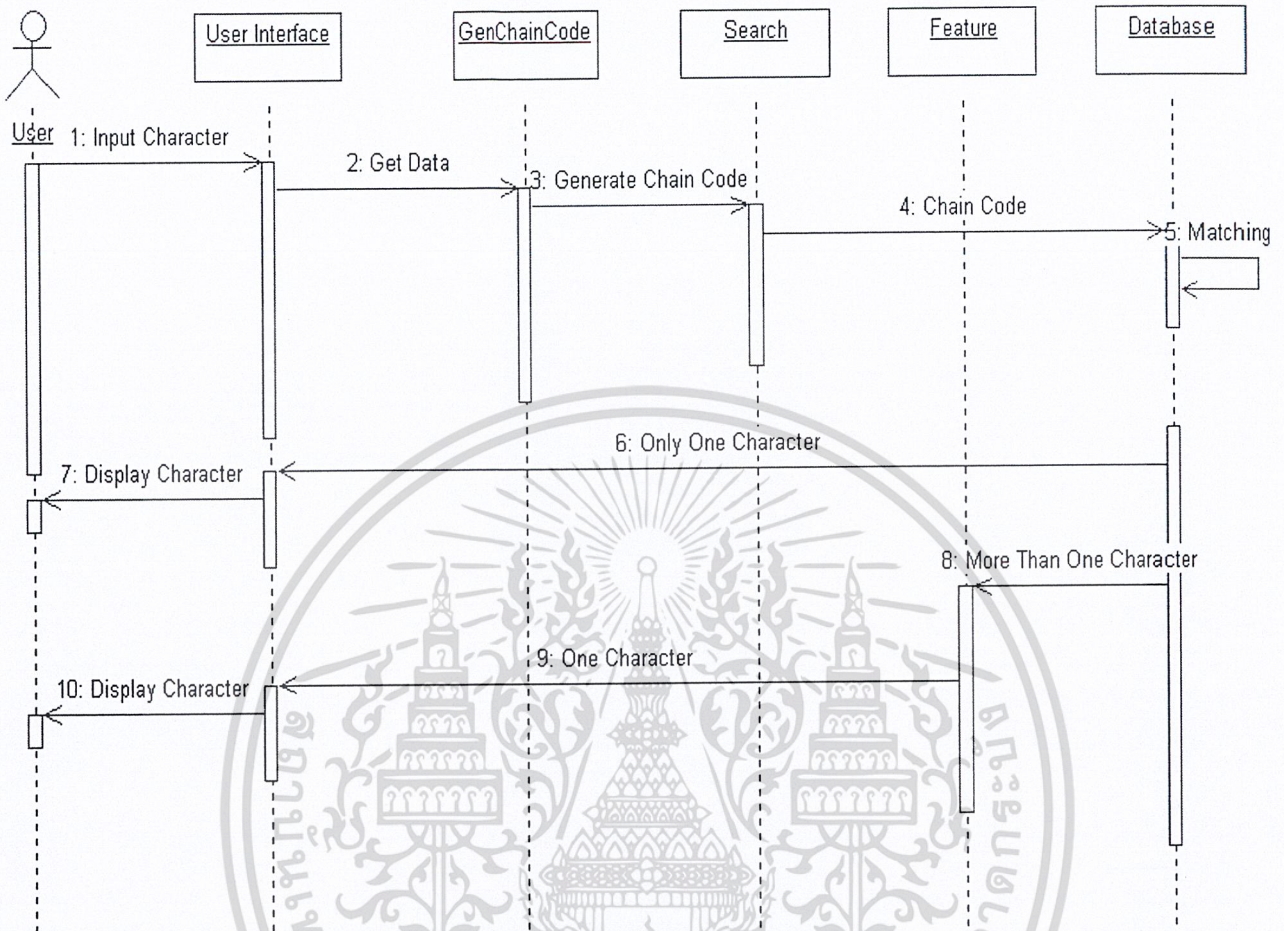 User Interface
GenChainCode
Search
Feature
Database
User
1: Input Character
2: Get Data
3: Generate Chain Code
4: Chain Code
5: Matching
6: Only One Character
7: Display Character
8: More Than One Character
9: One Character
10: Display Character